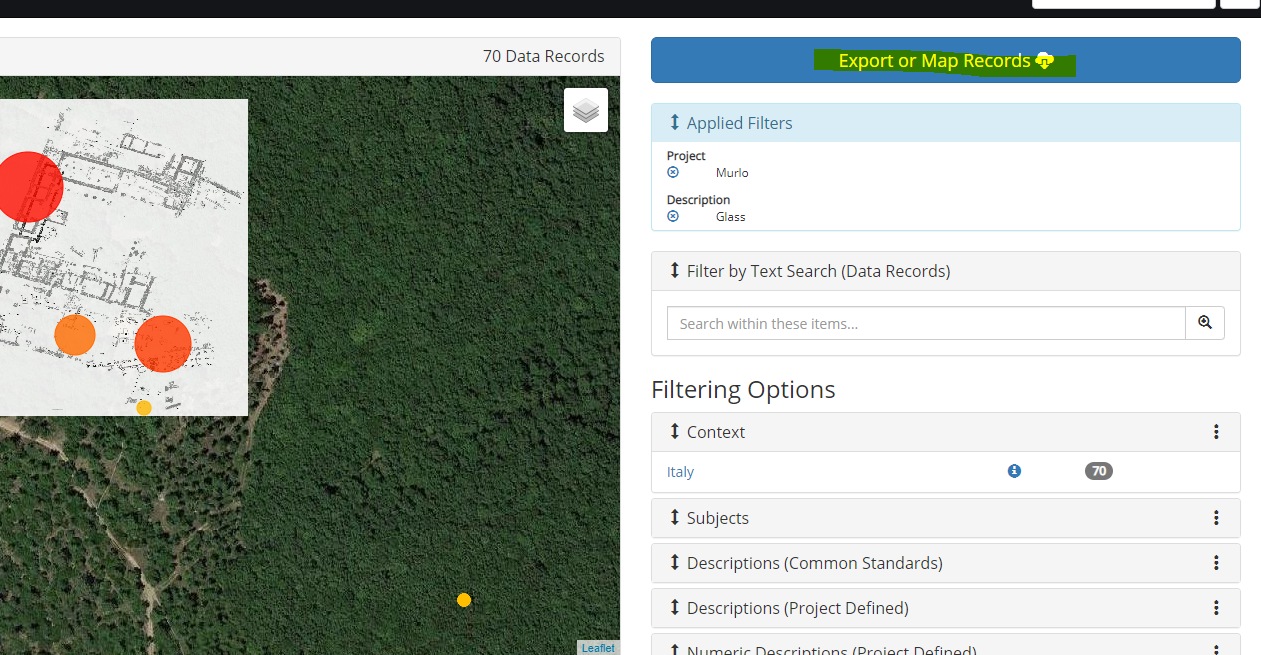 70 Data Records
Export or Map Records
Applied Filters
Project
Murlo
Description
Glass
Filter by Text Search (Data Records)
Search within these items...
Filtering Options
Context
Italy
70
Subjects
Descriptions (Common Standards)
Descriptions (Project Defined)
Numeric Descriptions (Project Defined)
Leaflet